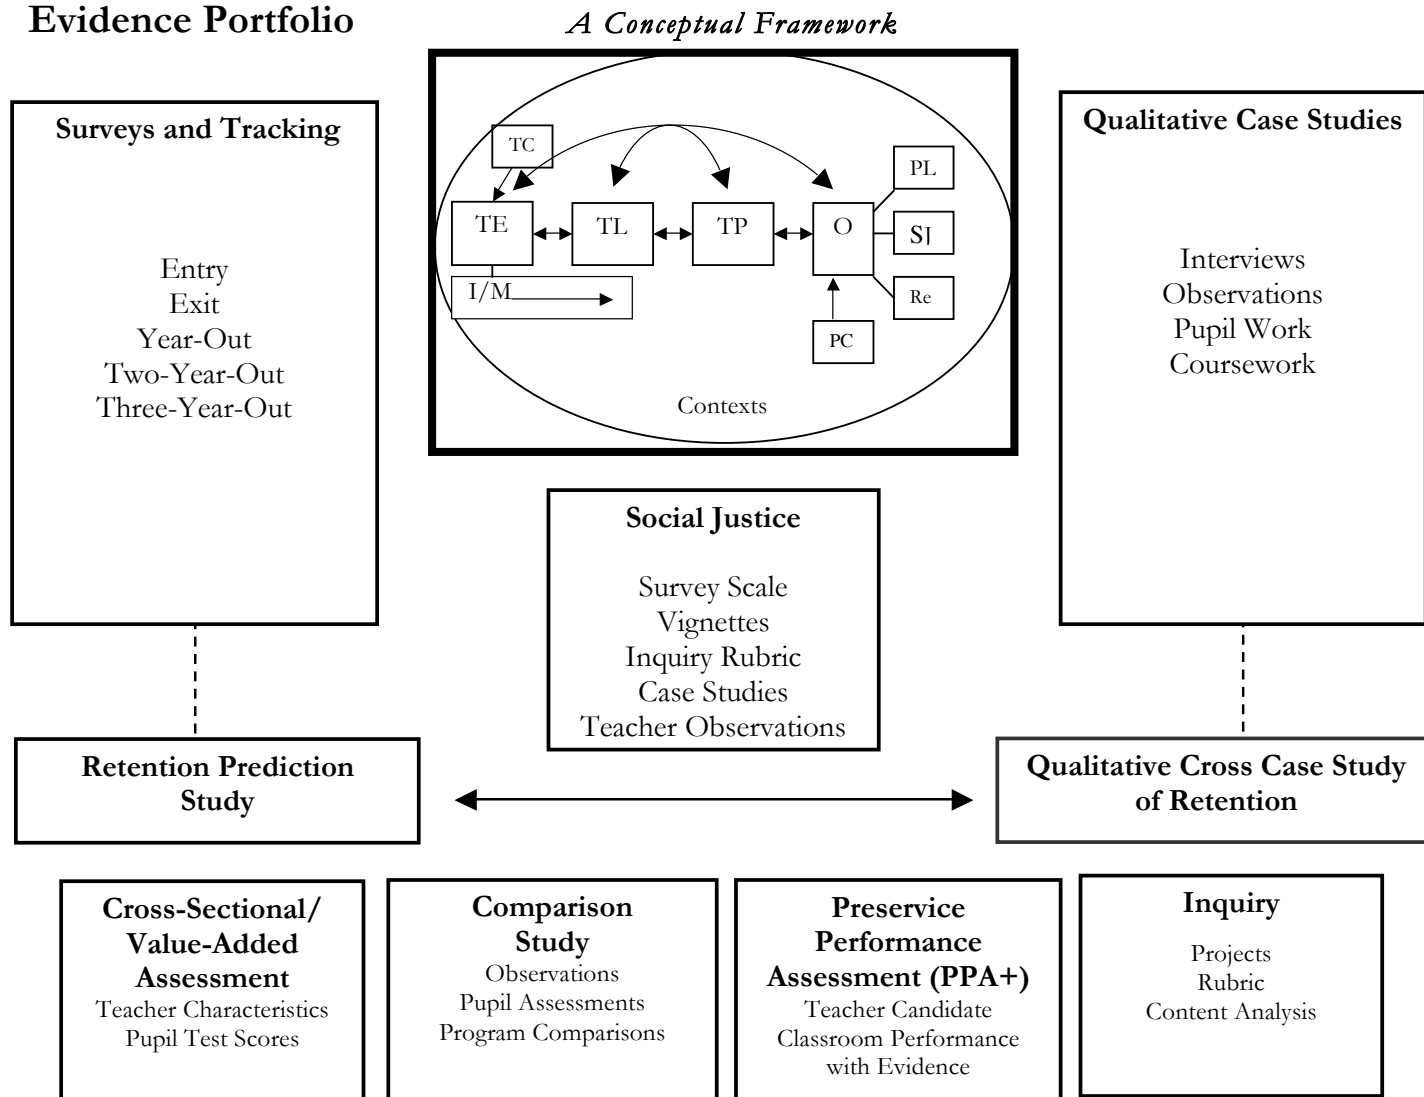 Evidence Portfolio
A Conceptual Framework
Surveys and Tracking
Entry
Exit
Year-Out
Two-Year-Out
Three-Year-Out
TC
TE
TL
TP
O
PL
SJ
Re
I/M
PC
Contexts
Qualitative Case Studies
Interviews
Observations
Pupil Work
Coursework
Social Justice
Survey Scale
Vignettes
Inquiry Rubric
Case Studies
Teacher Observations
Retention Prediction
Study
Qualitative Cross Case Study
of Retention
Cross-Sectional/
Value-Added
Assessment
Teacher Characteristics
Pupil Test Scores
Comparison
Study
Observations
Pupil Assessments
Program Comparisons
Preservice
Performance
Assessment (PPA+)
Teacher Candidate
Classroom Performance
with Evidence
Inquiry
Projects
Rubric
Content Analysis